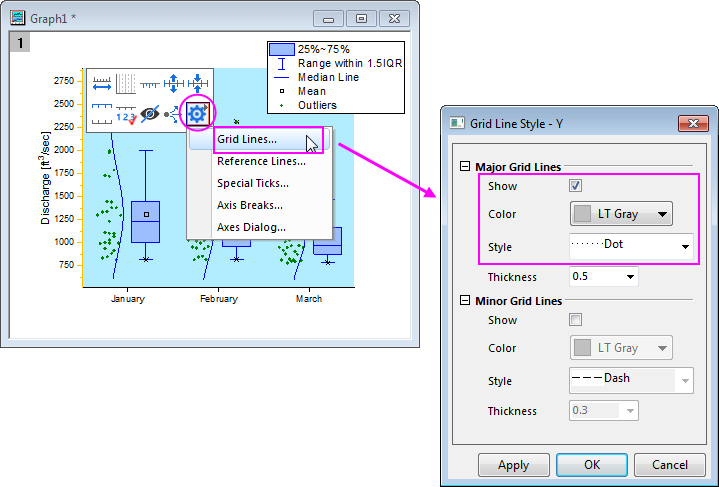 Graph1 *
1
25%~75%
Range within 1.5IQR
Median Line
Mean
Outliers
2750
2500
2250
2000
1750
1500
1250
1000
750
Discharge [ft3/sec)
1 2 3
Grid Lines...
Reference Lines...
Special Ticks...
Axis Breaks...
Axes Dialog...
January
February
March
Grid Line Style - Y
Major Grid Lines
Show
Color LT Gray
Style Dot
Thickness 0.5
Minor Grid Lines
Show
Color LT Gray
Style Dash
Thickness 0.3
Apply OK Cancel